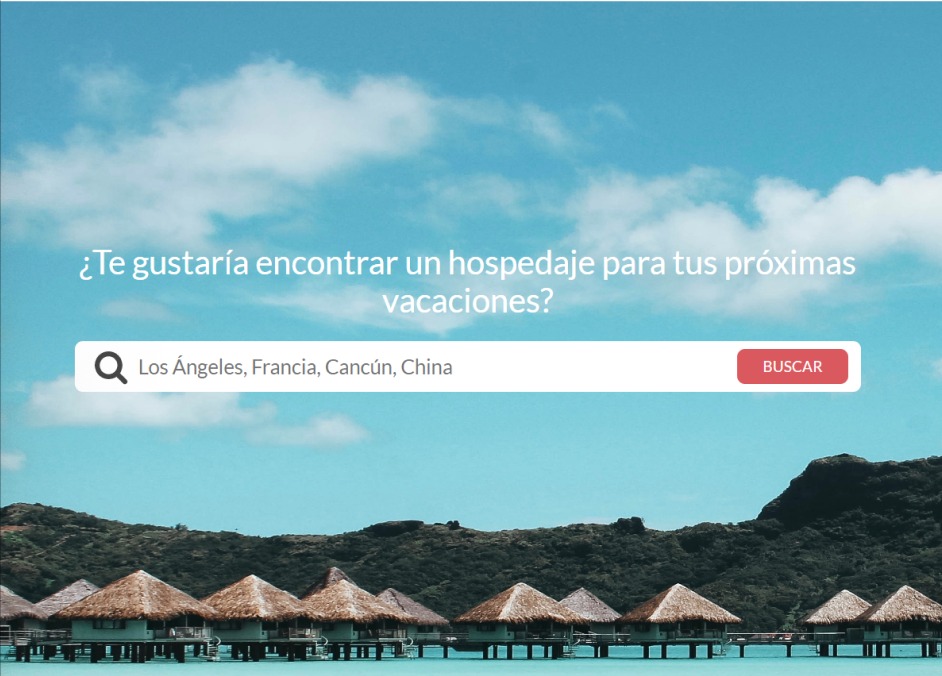 ¿Te gustaría encontrar un hospedaje para tus próximas
vacaciones?
Los Ángeles, Francia, Cancún, China
BUSCAR